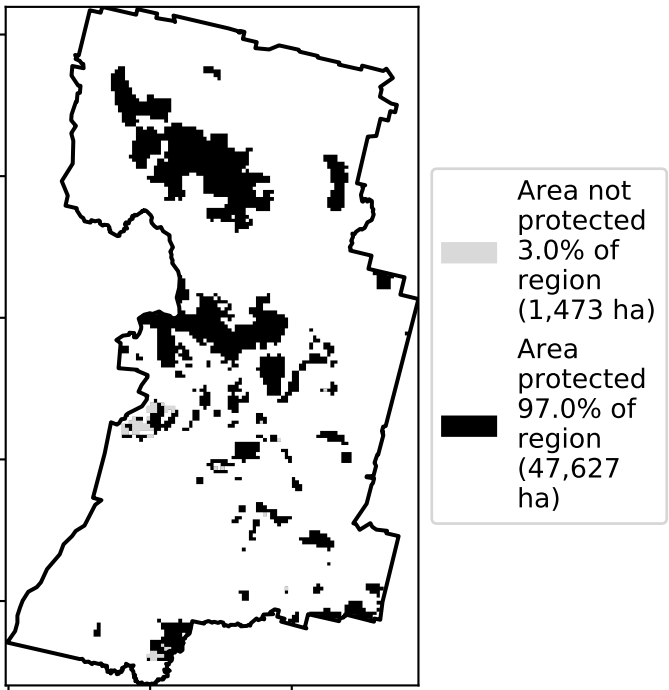 Area not
protected
3.0% of
region
(1,473 ha)
Area
protected
97.0% of
region
(47,627
ha)